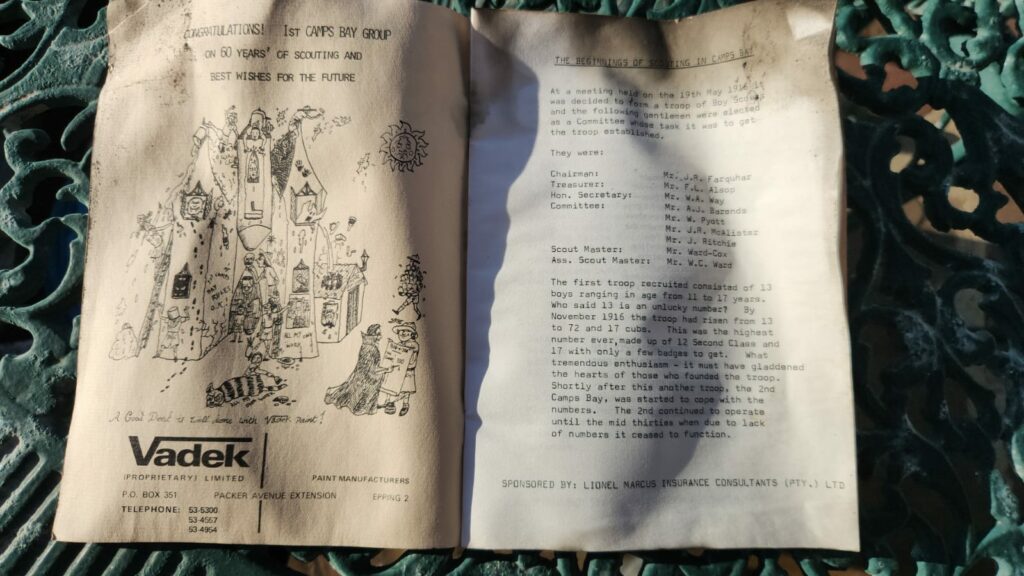 CONGRATULATIONS! 1st CAMPS BAY GROUP
ON 60 YEARS' OF SCOUTING AND
BEST WISHES FOR THE FUTURE
ALL MY OWN
WORK
A Good Deed is well done with Vadek Paint!
Vadek
(PROPRIETARY) LIMITED
PAINT MANUFACTURERS
P.O. BOX 351 PACKER AVENUE EXTENSION EPPING 2
TELEPHONE: 53-5300
53-4557
53-4954
THE BEGINNINGS OF SCOUTING IN CAMPS BAY
At a meeting held on the 19th May 1916 it
was decided to form a troop of Boy Scouts
and the following gentlemen were elected
as a Committee whose task it was to get
the troop established.
They were:
Chairman: Mr. J.R. Farquhar
Treasurer: Mr. F.L. Alsop
Hon. Secretary: Mr. W.A. Way
Committee: Mr. A.J. Barends
Mr. W. Pyott
Mr. J.R. McAlister
Mr. J. Ritchie
Scout Master: Mr. Ward-Cox
Ass. Scout Master: Mr. W.C. Ward
The first troop recruited consisted of 13
boys ranging in age from 11 to 17 years.
Who said 13 is an unlucky number? By
November 1916 the troop had risen from 13
to 72 and 17 cubs. This was the highest
number ever,made up of 12 Second Class and
17 with only a few badges to get. What
tremendous enthusiasm - it must have gladdened
the hearts of those who founded the troop.
Shortly after this another troop, the 2nd
Camps Bay, was started to cope with the
numbers. The 2nd continued to operate
until the mid thirties when due to lack
of numbers it ceased to function.
SPONSORED BY: LIONEL MARCUS INSURANCE CONSULTANTS (PTY.) LTD